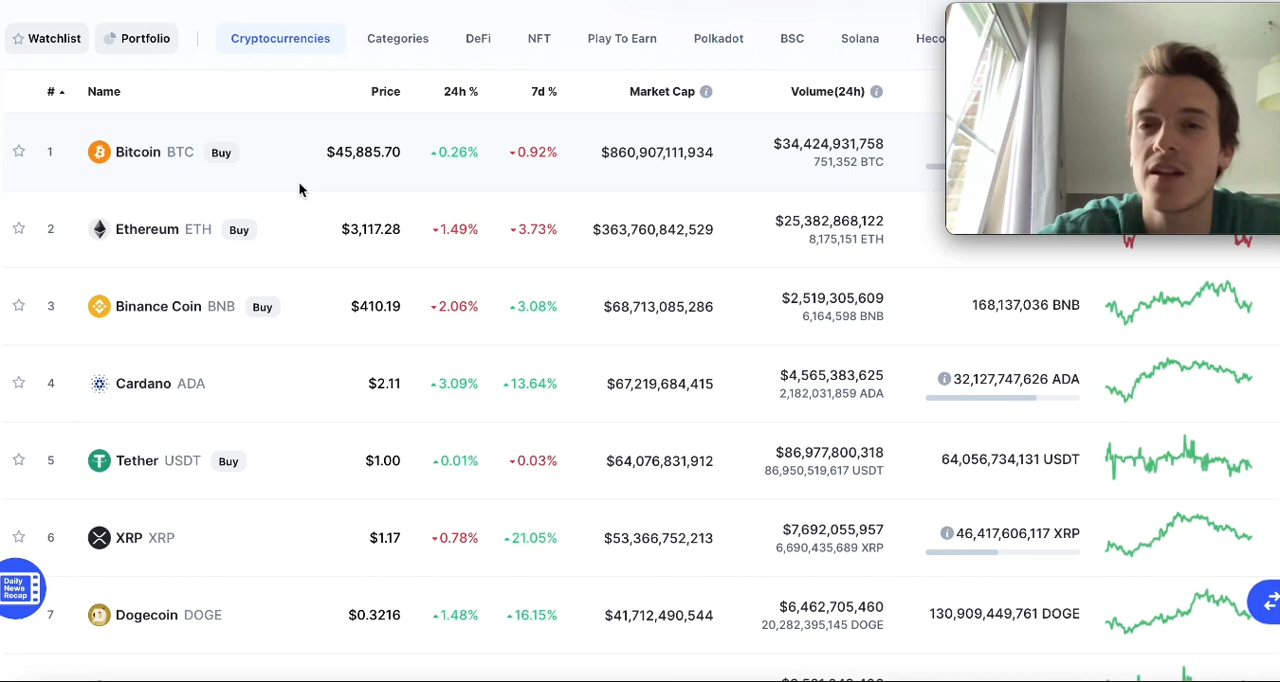 Watchlist Portfolio Cryptocurrencies Categories DeFi NFT Play To Earn Polkadot BSC Solana Heco
# Name Price 24h % 7d % Market Cap Volume(24h)
1 Bitcoin BTC Buy $45,885.70 0.26% 0.92% $860,907,111,934 $34,424,931,758
751,352 BTC
2 Ethereum ETH Buy $3,117.28 1.49% 3.73% $363,760,842,529 $25,382,868,122
8,175,151 ETH
3 Binance Coin BNB Buy $410.19 2.06% 3.08% $68,713,085,286 $2,519,305,609 168,137,036 BNB
6,164,598 BNB
4 Cardano ADA $2.11 3.09% 13.64% $67,219,684,415 $4,565,383,625 32,127,747,626 ADA
2,182,031,859 ADA
5 Tether USDT Buy $1.00 0.01% 0.03% $64,076,831,912 $86,977,800,318 64,056,734,131 USDT
86,950,519,617 USDT
6 XRP XRP $1.17 0.78% 21.05% $53,366,752,213 $7,692,055,957 46,417,606,117 XRP
6,690,435,689 XRP
Daily
News
Recap
7 Dogecoin DOGE $0.3216 1.48% 16.15% $41,712,490,544 $6,462,705,460 130,909,449,761 DOGE
20,282,395,145 DOGE